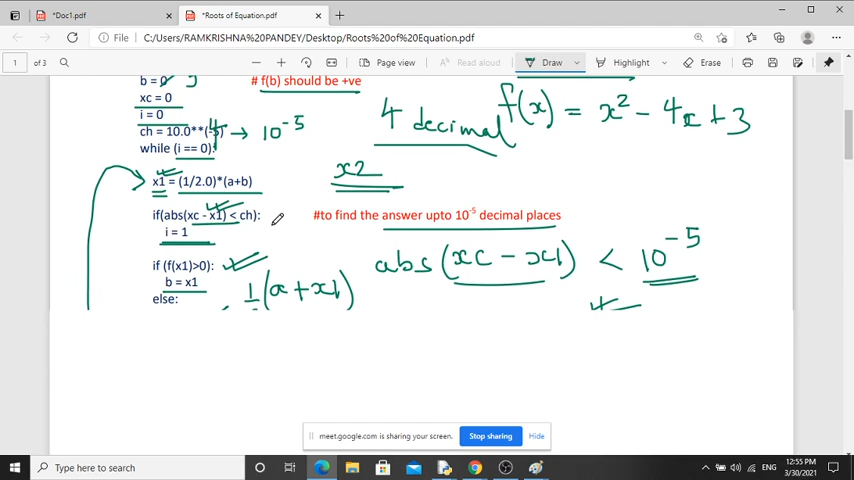 *Doc1.pdf
*Roots of Equation.pdf
File
C:/Users/RAMKRISHNA%20PANDEY/Desktop/Roots%20of%20Equation.pdf
1 of 3
Page view
Read aloud
Draw
Highlight
Erase
b = 0 # f(b) should be +ve
xc = 0
i = 0
ch = 10.0**(-5) → 10^-5
4
while (i == 0):
4 decimal
f(x) = x² - 4x + 3
x1 = (1/2.0)*(a+b)
x2
if(abs(xc - x1) < ch): #to find the answer upto 10^-5 decimal places
i = 1
abs(xc - x1) < 10^-5
if (f(x1)>0):
b = x1
1/2(a + x1)
else:
meet.google.com is sharing your screen.
Stop sharing
Hide
Type here to search
ENG
12:55 PM
3/30/2021